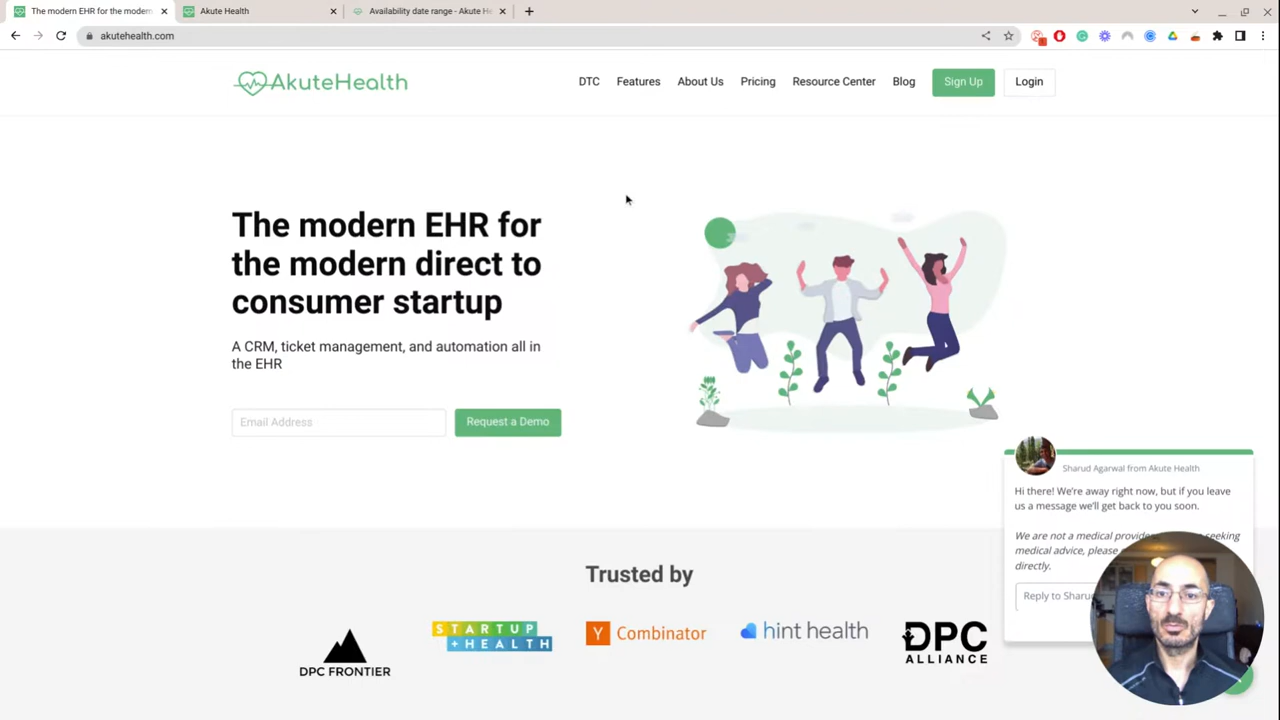 The modern EHR for the modern
Akute Health
Availability date range - Akute He
akutehealth.com
AkuteHealth
DTC
Features
About Us
Pricing
Resource Center
Blog
Sign Up
Login
The modern EHR for
the modern direct to
consumer startup
A CRM, ticket management, and automation all in
the EHR
Email Address
Request a Demo
Sharud Agarwal from Akute Health
Hi there! We're away right now, but if you leave
us a message we'll get back to you soon.
We are not a medical seeking
medical advice, please
directly.
Reply to
Trusted by
DPC FRONTIER
STARTUP
+HEALTH
Y Combinator
hint health
DPC
ALLIANCE